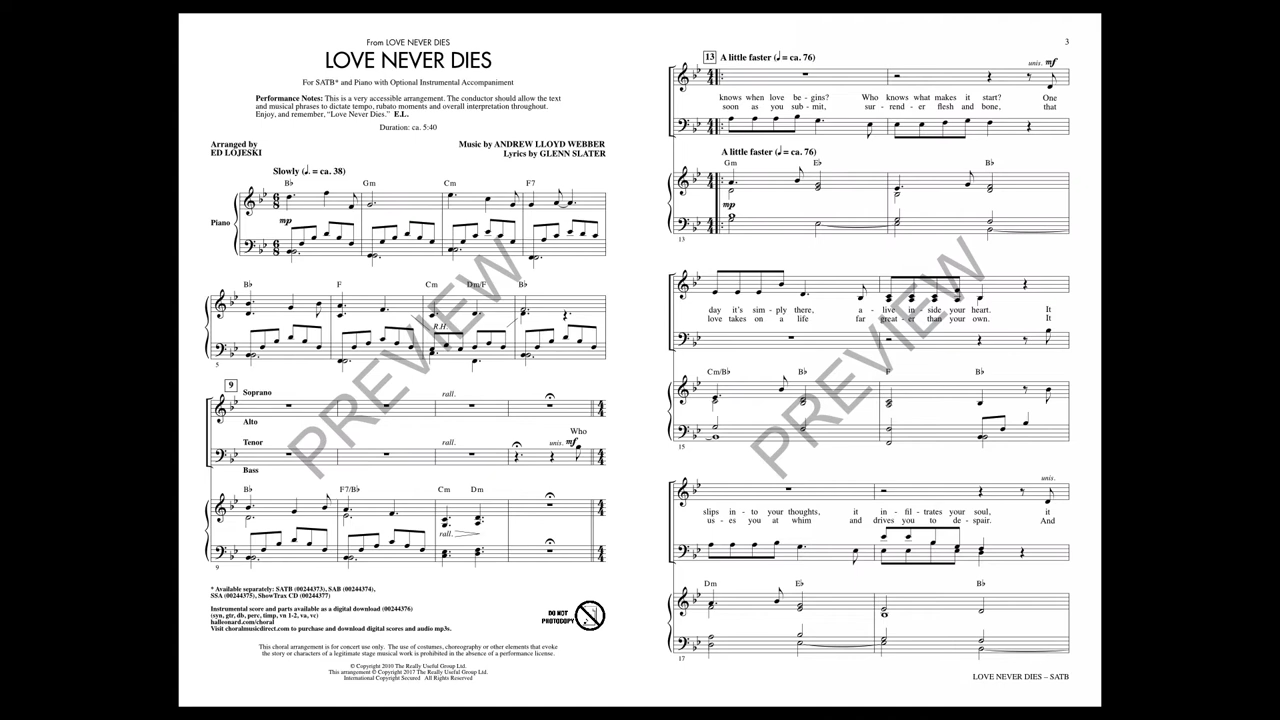 From LOVE NEVER DIES
LOVE NEVER DIES
For SATB* and Piano with Optional Instrumental Accompaniment
Performance Notes: This is a very accessible arrangement. The conductor should allow the text
and musical phrases to dictate tempo, rubato moments and overall interpretation throughout.
Enjoy, and remember, “Love Never Dies.” E.L.
Duration: ca. 5:40
Arranged by
ED LOJESKI
Music by ANDREW LLOYD WEBBER
Lyrics by GLENN SLATER
Slowly (♩. = ca. 38)
B♭ Gm Cm F7
Piano
mp
B♭ F Cm Dm/F B♭
R.H.
5
9
Soprano
rall.
Alto
Who
Tenor
rall. unis. mf
Bass
B♭ F7/B♭ Cm Dm
rall.
9
* Available separately: SATB (00244373), SAB (00244374),
SSA (00244375), ShowTrax CD (00244377)
Instrumental score and parts available as a digital download (00244376)
(syn, gtr, db, perc, timp, vn 1-2, va, vc)
halleonard.com/choral
Visit choralmusicdirect.com to purchase and download digital scores and audio mp3s.
DO NOT
PHOTOCOPY
This choral arrangement is for concert use only. The use of costumes, choreography or other elements that evoke
the story or characters of a legitimate stage musical work is prohibited in the absence of a performance license.
© Copyright 2010 The Really Useful Group Ltd.
This arrangement © Copyright 2017 The Really Useful Group Ltd.
International Copyright Secured All Rights Reserved
PREVIEW
3
13 A little faster (♩ = ca. 76)
unis. mf
knows when love be - gins? Who knows what makes it start? One
soon as you sub - mit, sur - rend - er flesh and bone, that
A little faster (♩ = ca. 76)
Gm E♭ B♭
mp
13
day it's sim - ply there, a - live in - side your heart. It
love takes on a life far great - er than your own. It
Cm/B♭ B♭ F B♭
15
unis.
slips in - to your thoughts, it in - fil - trates your soul, it
us - es you at whim and drives you to de - spair. And
Dm E♭ B♭
17
LOVE NEVER DIES – SATB
PREVIEW